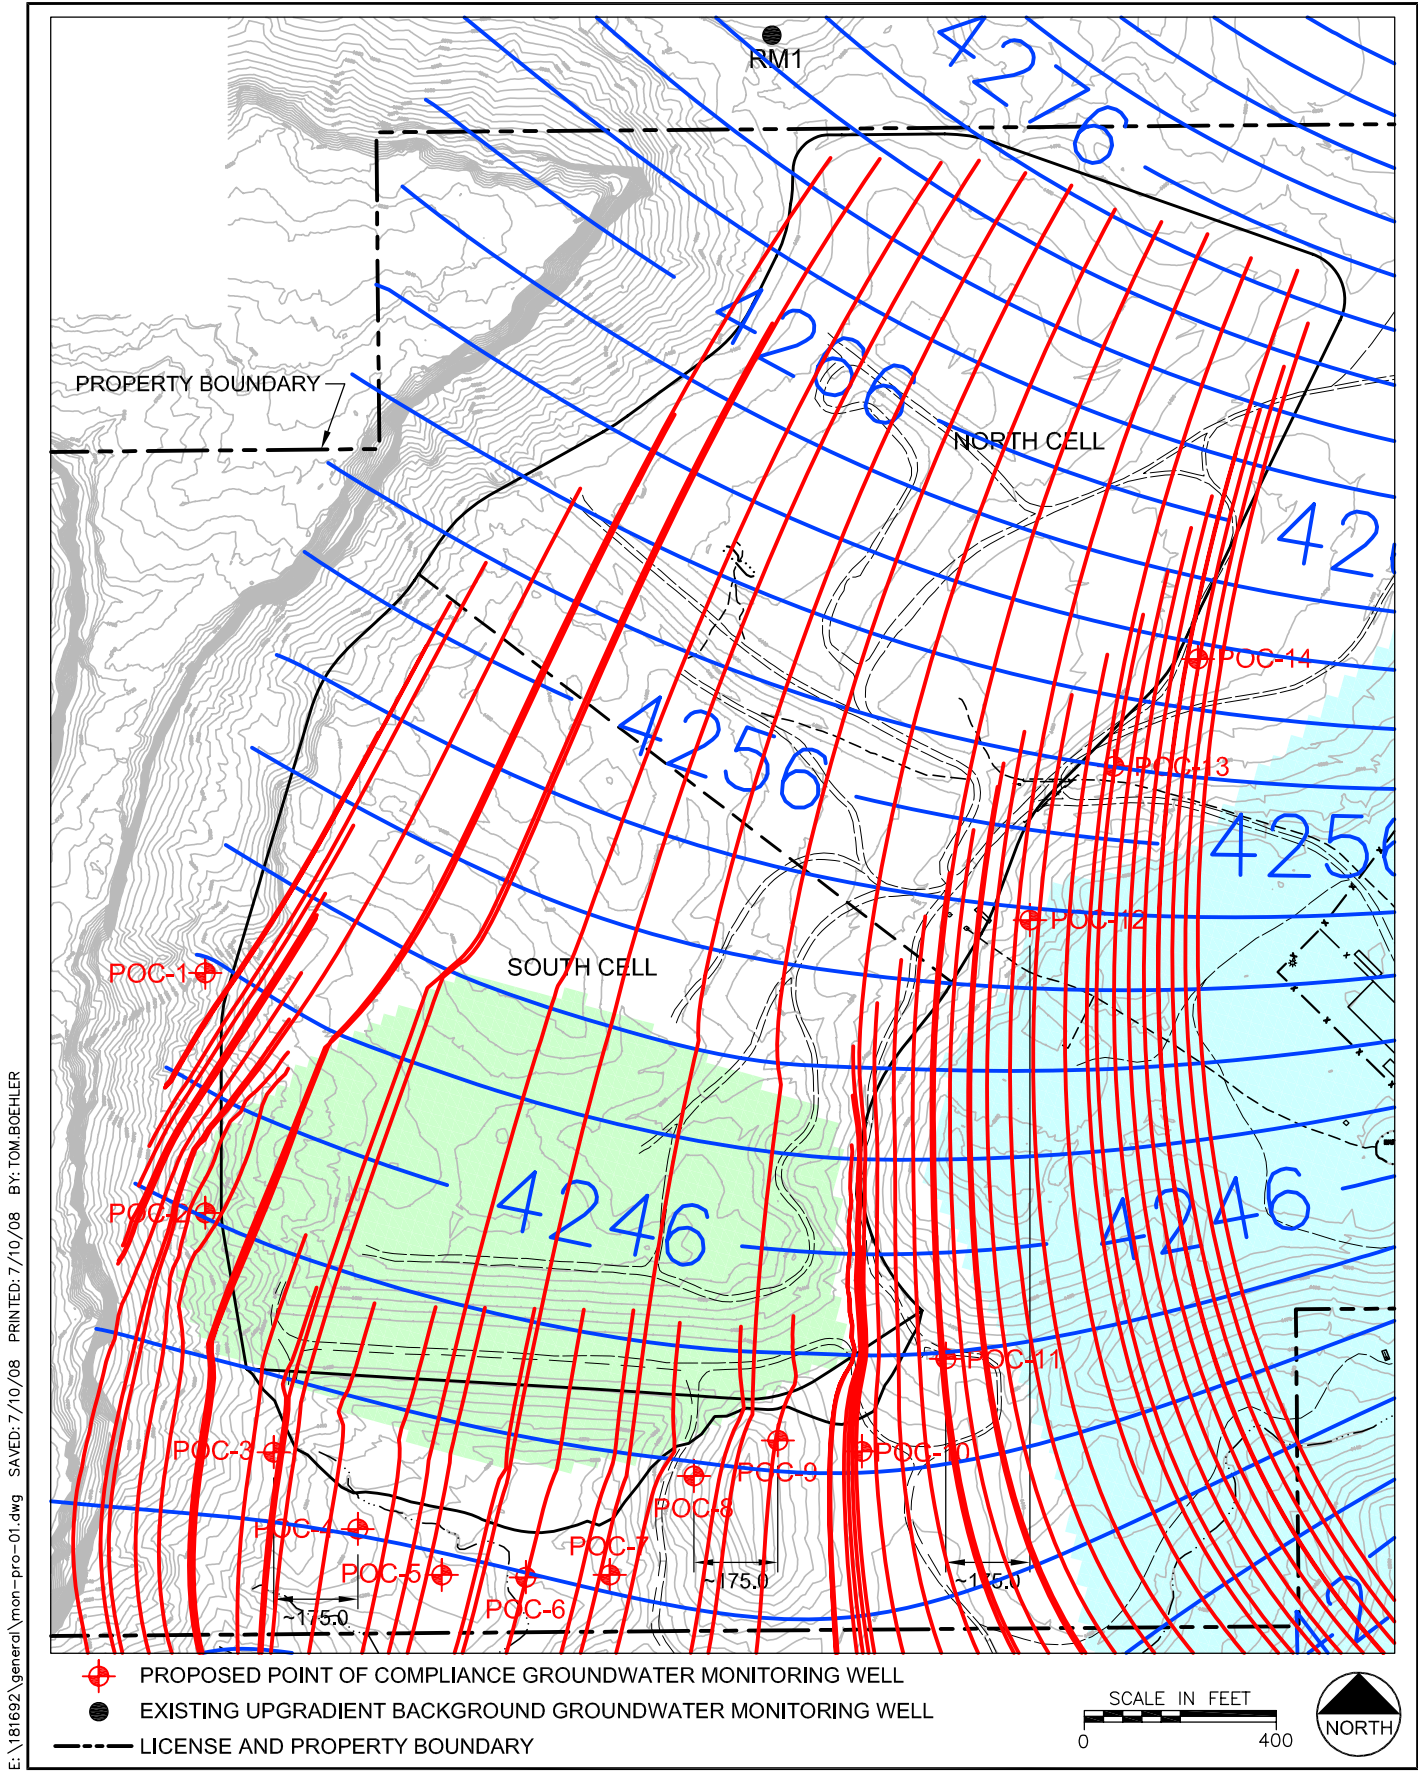 RM1
4276
PROPERTY BOUNDARY
4266
NORTH CELL
42
POC-14
4256
POC-13
4256
POC-12
SOUTH CELL
POC-1
POC-2
4246
4246
POC-11
POC-3
POC-10
POC-9
POC-8
POC-4
POC-7
POC-5
POC-6
~175.0
~175.0
~175.0
42
PROPOSED POINT OF COMPLIANCE GROUNDWATER MONITORING WELL
EXISTING UPGRADIENT BACKGROUND GROUNDWATER MONITORING WELL
LICENSE AND PROPERTY BOUNDARY
SCALE IN FEET
0 400
NORTH
E:\181692\general\mon-pro-01.dwg SAVED: 7/10/08 PRINTED: 7/10/08 BY: TOM.BOEHLER